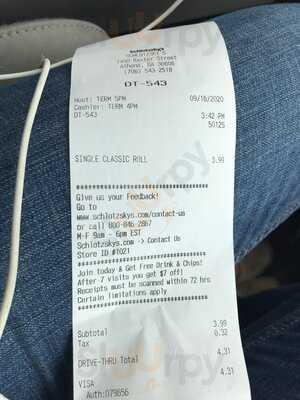 Schlotzsky's
SCHLOTZSKY'S
1490 Baxter Street
Athens, GA 30606
(706) 543-2518
DT-543
Host: TERM 5PM
09/18/2020
Cashier: TERM 4PM
DT-543
3:42 PM
50125
SINGLE CLASSIC ROLL 3.99
Give us your Feedback!
Go to
www.schlotzskys.com/contact-us
or call 800-846-2867
M-F 9am - 6pm EST
Schlotzskys.com -> Contact Us
Store ID #1021
Join today & Get Free Drink & Chips!
After 7 visits you get $7 off!
Receipts must be scanned within 72 hrs
Certain limitations apply
Subtotal 3.99
Tax 0.32
DRIVE-THRU Total 4.31
VISA 4.31
Auth:079656